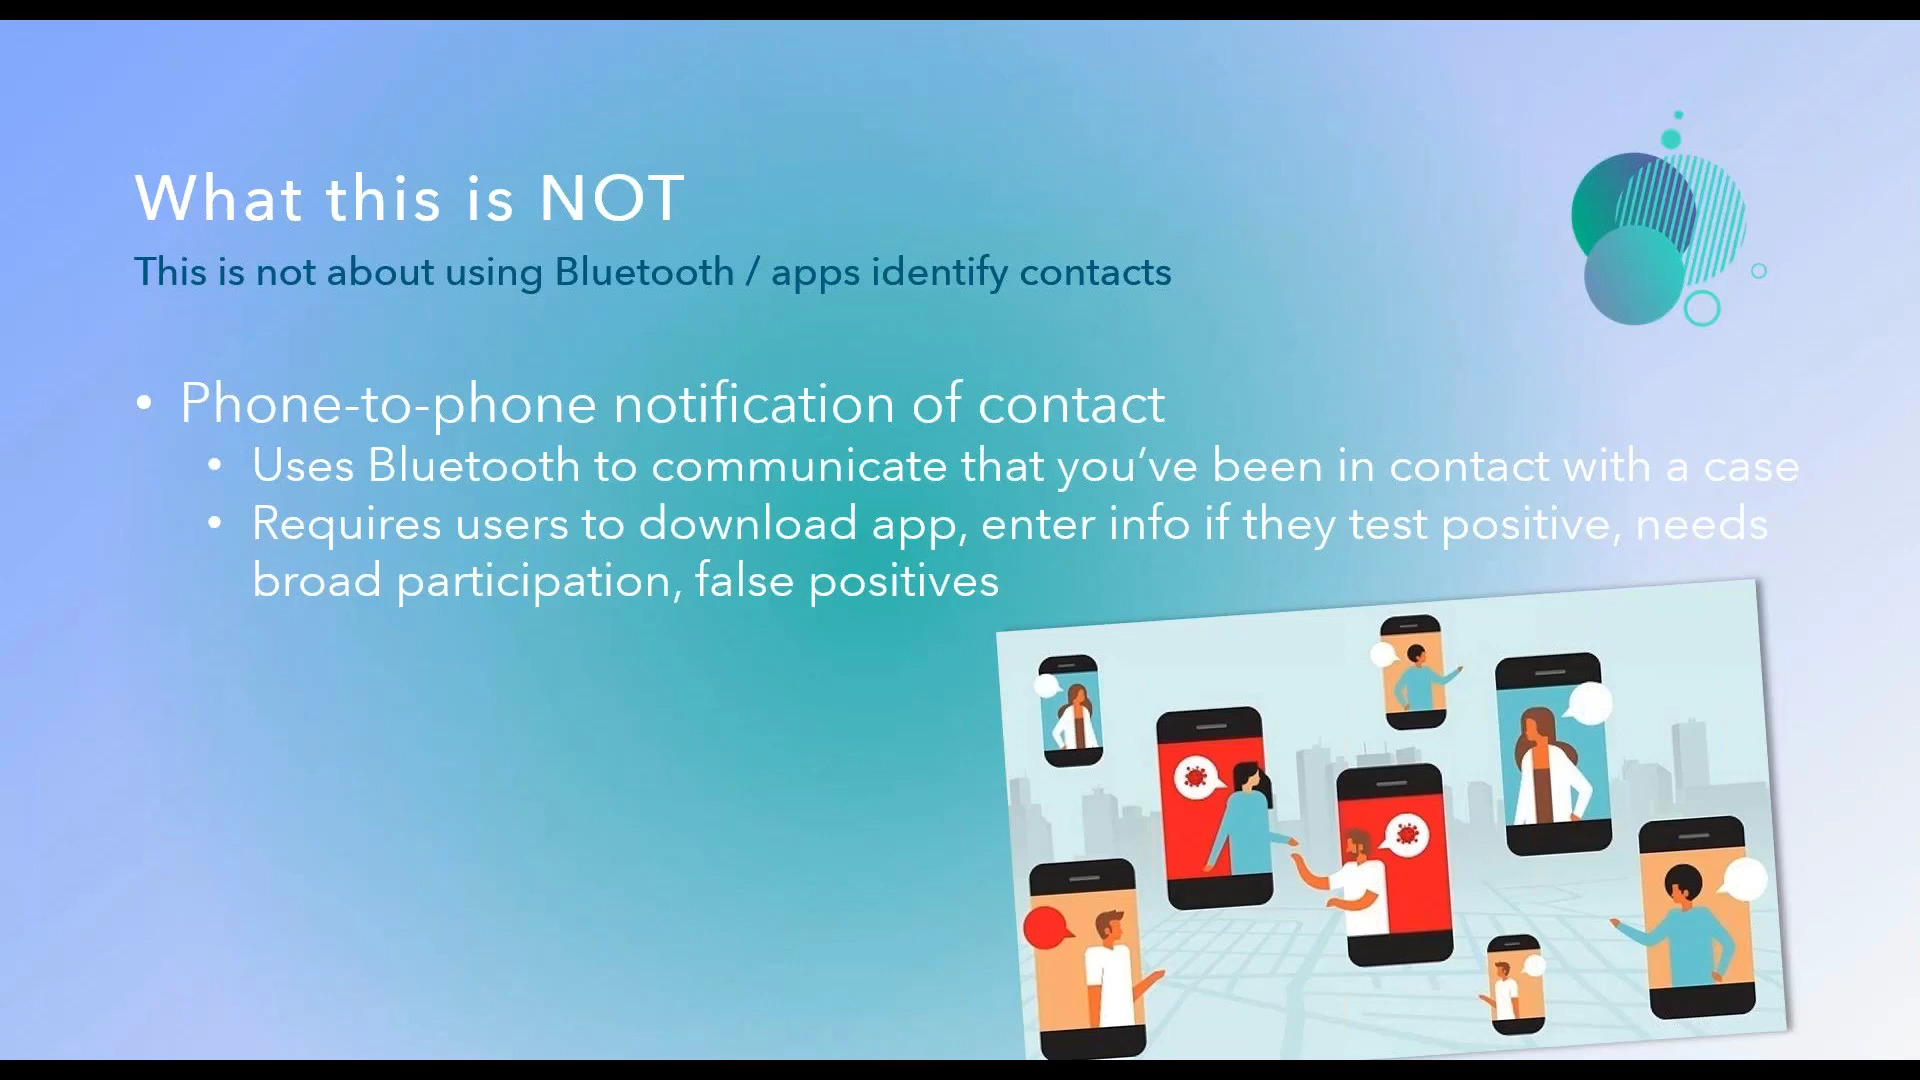 What this is NOT
This is not about using Bluetooth / apps identify contacts
• Phone-to-phone notification of contact
• Uses Bluetooth to communicate that you’ve been in contact with a case
• Requires users to download app, enter info if they test positive, needs
broad participation, false positives